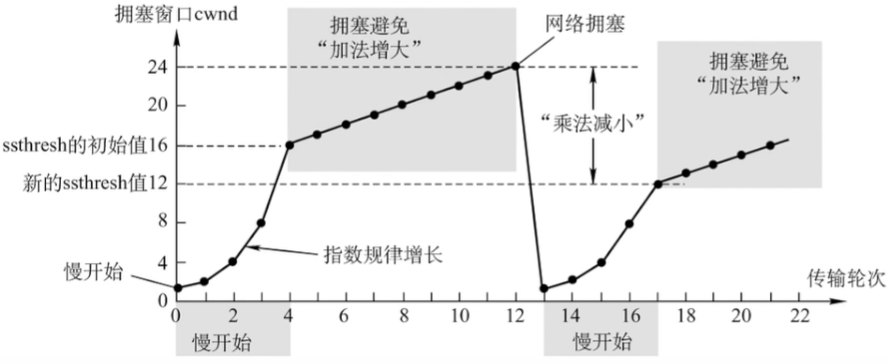 拥塞窗口cwnd
拥塞避免
“加法增大”
网络拥塞
拥塞避免
“加法增大”
24
20
ssthresh的初始值16
新的ssthresh值12
8
4
0
“乘法减小”
指数规律增长
慢开始
传输轮次
0 2 4 6 8 10 12 14 16 18 20 22
慢开始
慢开始